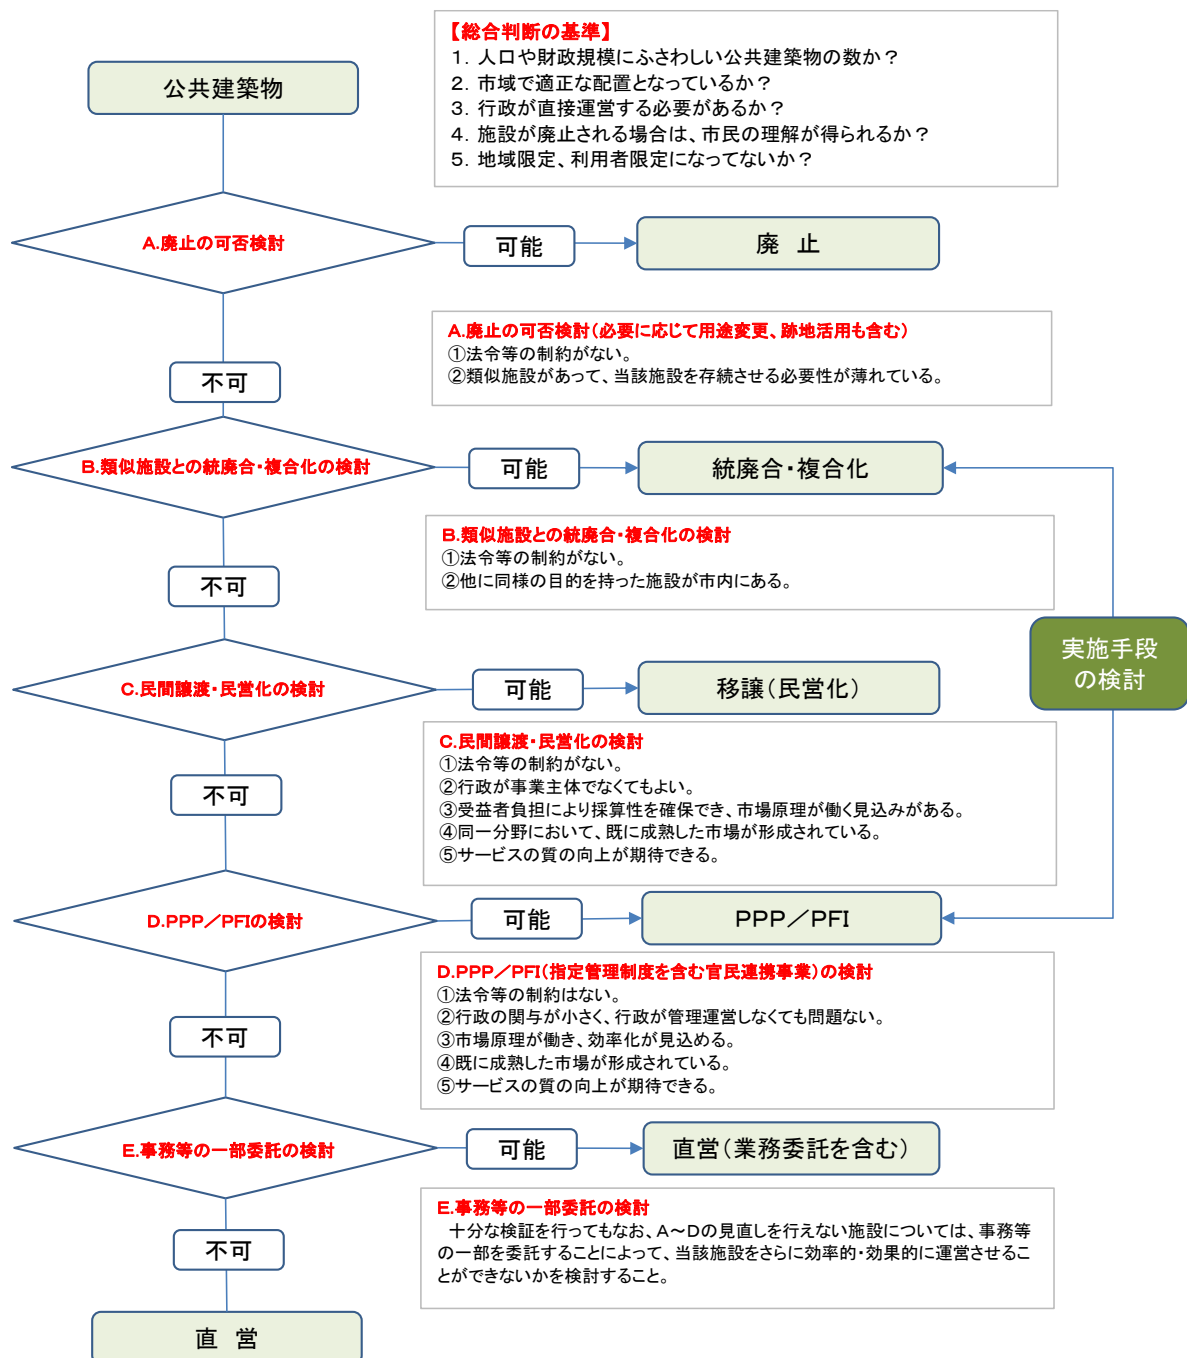 【総合判断の基準】
1．人口や財政規模にふさわしい公共建築物の数か？
2．市域で適正な配置となっているか？
3．行政が直接運営する必要があるか？
4．施設が廃止される場合は、市民の理解が得られるか？
5．地域限定、利用者限定になってないか？
公共建築物
A.廃止の可否検討
可能
廃　止
A.廃止の可否検討（必要に応じて用途変更、跡地活用も含む）
①法令等の制約がない。
②類似施設があって、当該施設を存続させる必要性が薄れている。
不可
B.類似施設との統廃合・複合化の検討
可能
統廃合・複合化
B.類似施設との統廃合・複合化の検討
①法令等の制約がない。
②他に同様の目的を持った施設が市内にある。
不可
実施手段
の検討
C.民間譲渡・民営化の検討
可能
移譲（民営化）
C.民間譲渡・民営化の検討
①法令等の制約がない。
②行政が事業主体でなくてもよい。
③受益者負担により採算性を確保でき、市場原理が働く見込みがある。
④同一分野において、既に成熟した市場が形成されている。
⑤サービスの質の向上が期待できる。
不可
D.PPP／PFIの検討
可能
PPP／PFI
D.PPP／PFI（指定管理制度を含む官民連携事業）の検討
①法令等の制約はない。
②行政の関与が小さく、行政が管理運営しなくても問題ない。
③市場原理が働き、効率化が見込める。
④既に成熟した市場が形成されている。
⑤サービスの質の向上が期待できる。
不可
E.事務等の一部委託の検討
可能
直営（業務委託を含む）
E.事務等の一部委託の検討
　十分な検証を行ってもなお、A～Dの見直しを行えない施設については、事務等
の一部を委託することによって、当該施設をさらに効率的・効果的に運営させるこ
とができないかを検討すること。
不可
直　営